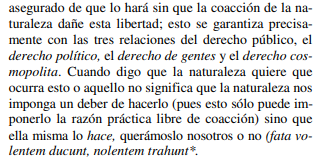 asegurado de que lo hará sin que la coacción de la na-
turaleza dañe esta libertad; esto se garantiza precisa-
mente con las tres relaciones del derecho público, el
derecho político, el derecho de gentes y el derecho cos-
mopolita. Cuando digo que la naturaleza quiere que
ocurra esto o aquello no significa que la naturaleza nos
imponga un deber de hacerlo (pues esto sólo puede im-
ponerlo la razón práctica libre de coacción) sino que
ella misma lo hace, querámoslo nosotros o no (fata vo-
lentem ducunt, nolentem trahunt*.